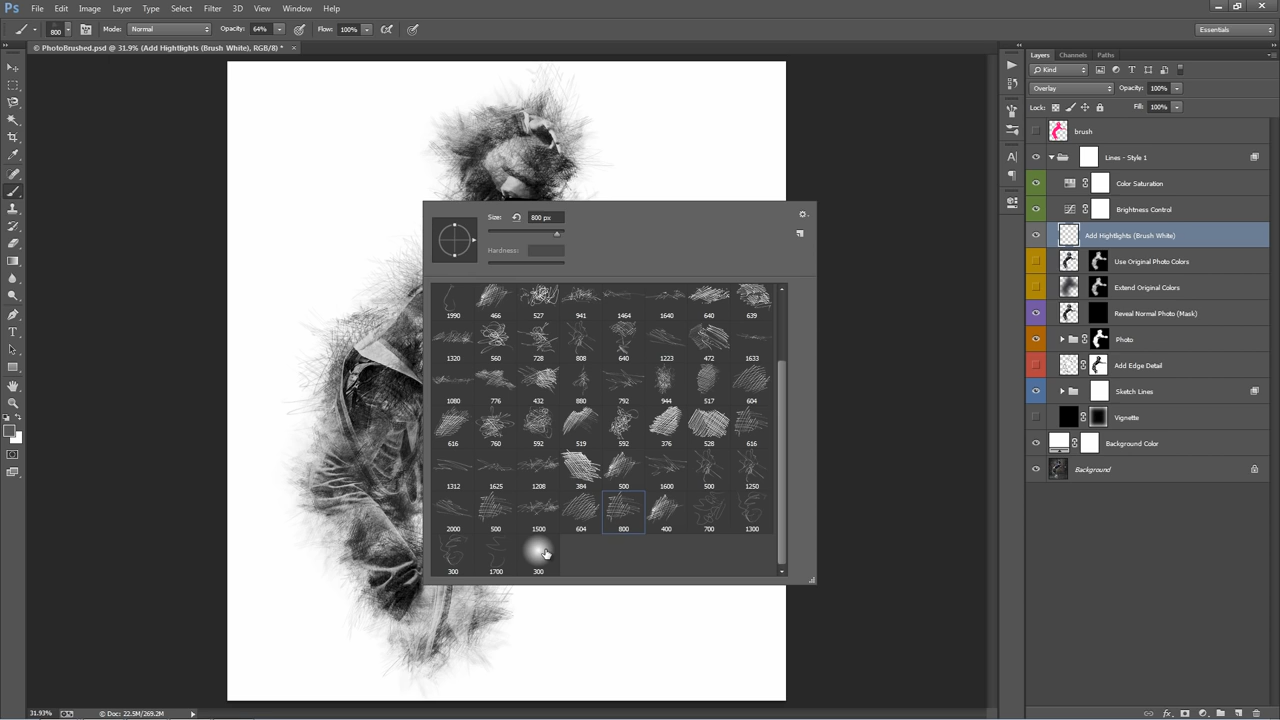 Ps File Edit Image Layer Type Select Filter 3D View Window Help
800 Mode: Normal Opacity: 64% Flow: 100% Essentials
© PhotoBrushed.psd @ 31.9% (Add Hightlights (Brush White), RGB/8) * ×
Size: 800 px
Hardness:
1990 466 527 941 1464 1640 640 639
1320 560 728 808 640 1223 472 1633
1080 776 432 880 792 944 517 604
616 760 592 519 592 376 528 616
1312 1625 1208 384 500 1600 500 1250
2000 500 1500 604 800 400 700 1300
300 1700 300
Layers Channels Paths
Kind
Overlay Opacity: 100%
Lock: Fill: 100%
brush
Lines - Style 1
Color Saturation
Brightness Control
Add Hightlights (Brush White)
Use Original Photo Colors
Extend Original Colors
Reveal Normal Photo (Mask)
Photo
Add Edge Detail
Sketch Lines
Vignette
Background Color
Background
31.93% © Doc: 22.5M/269.2M